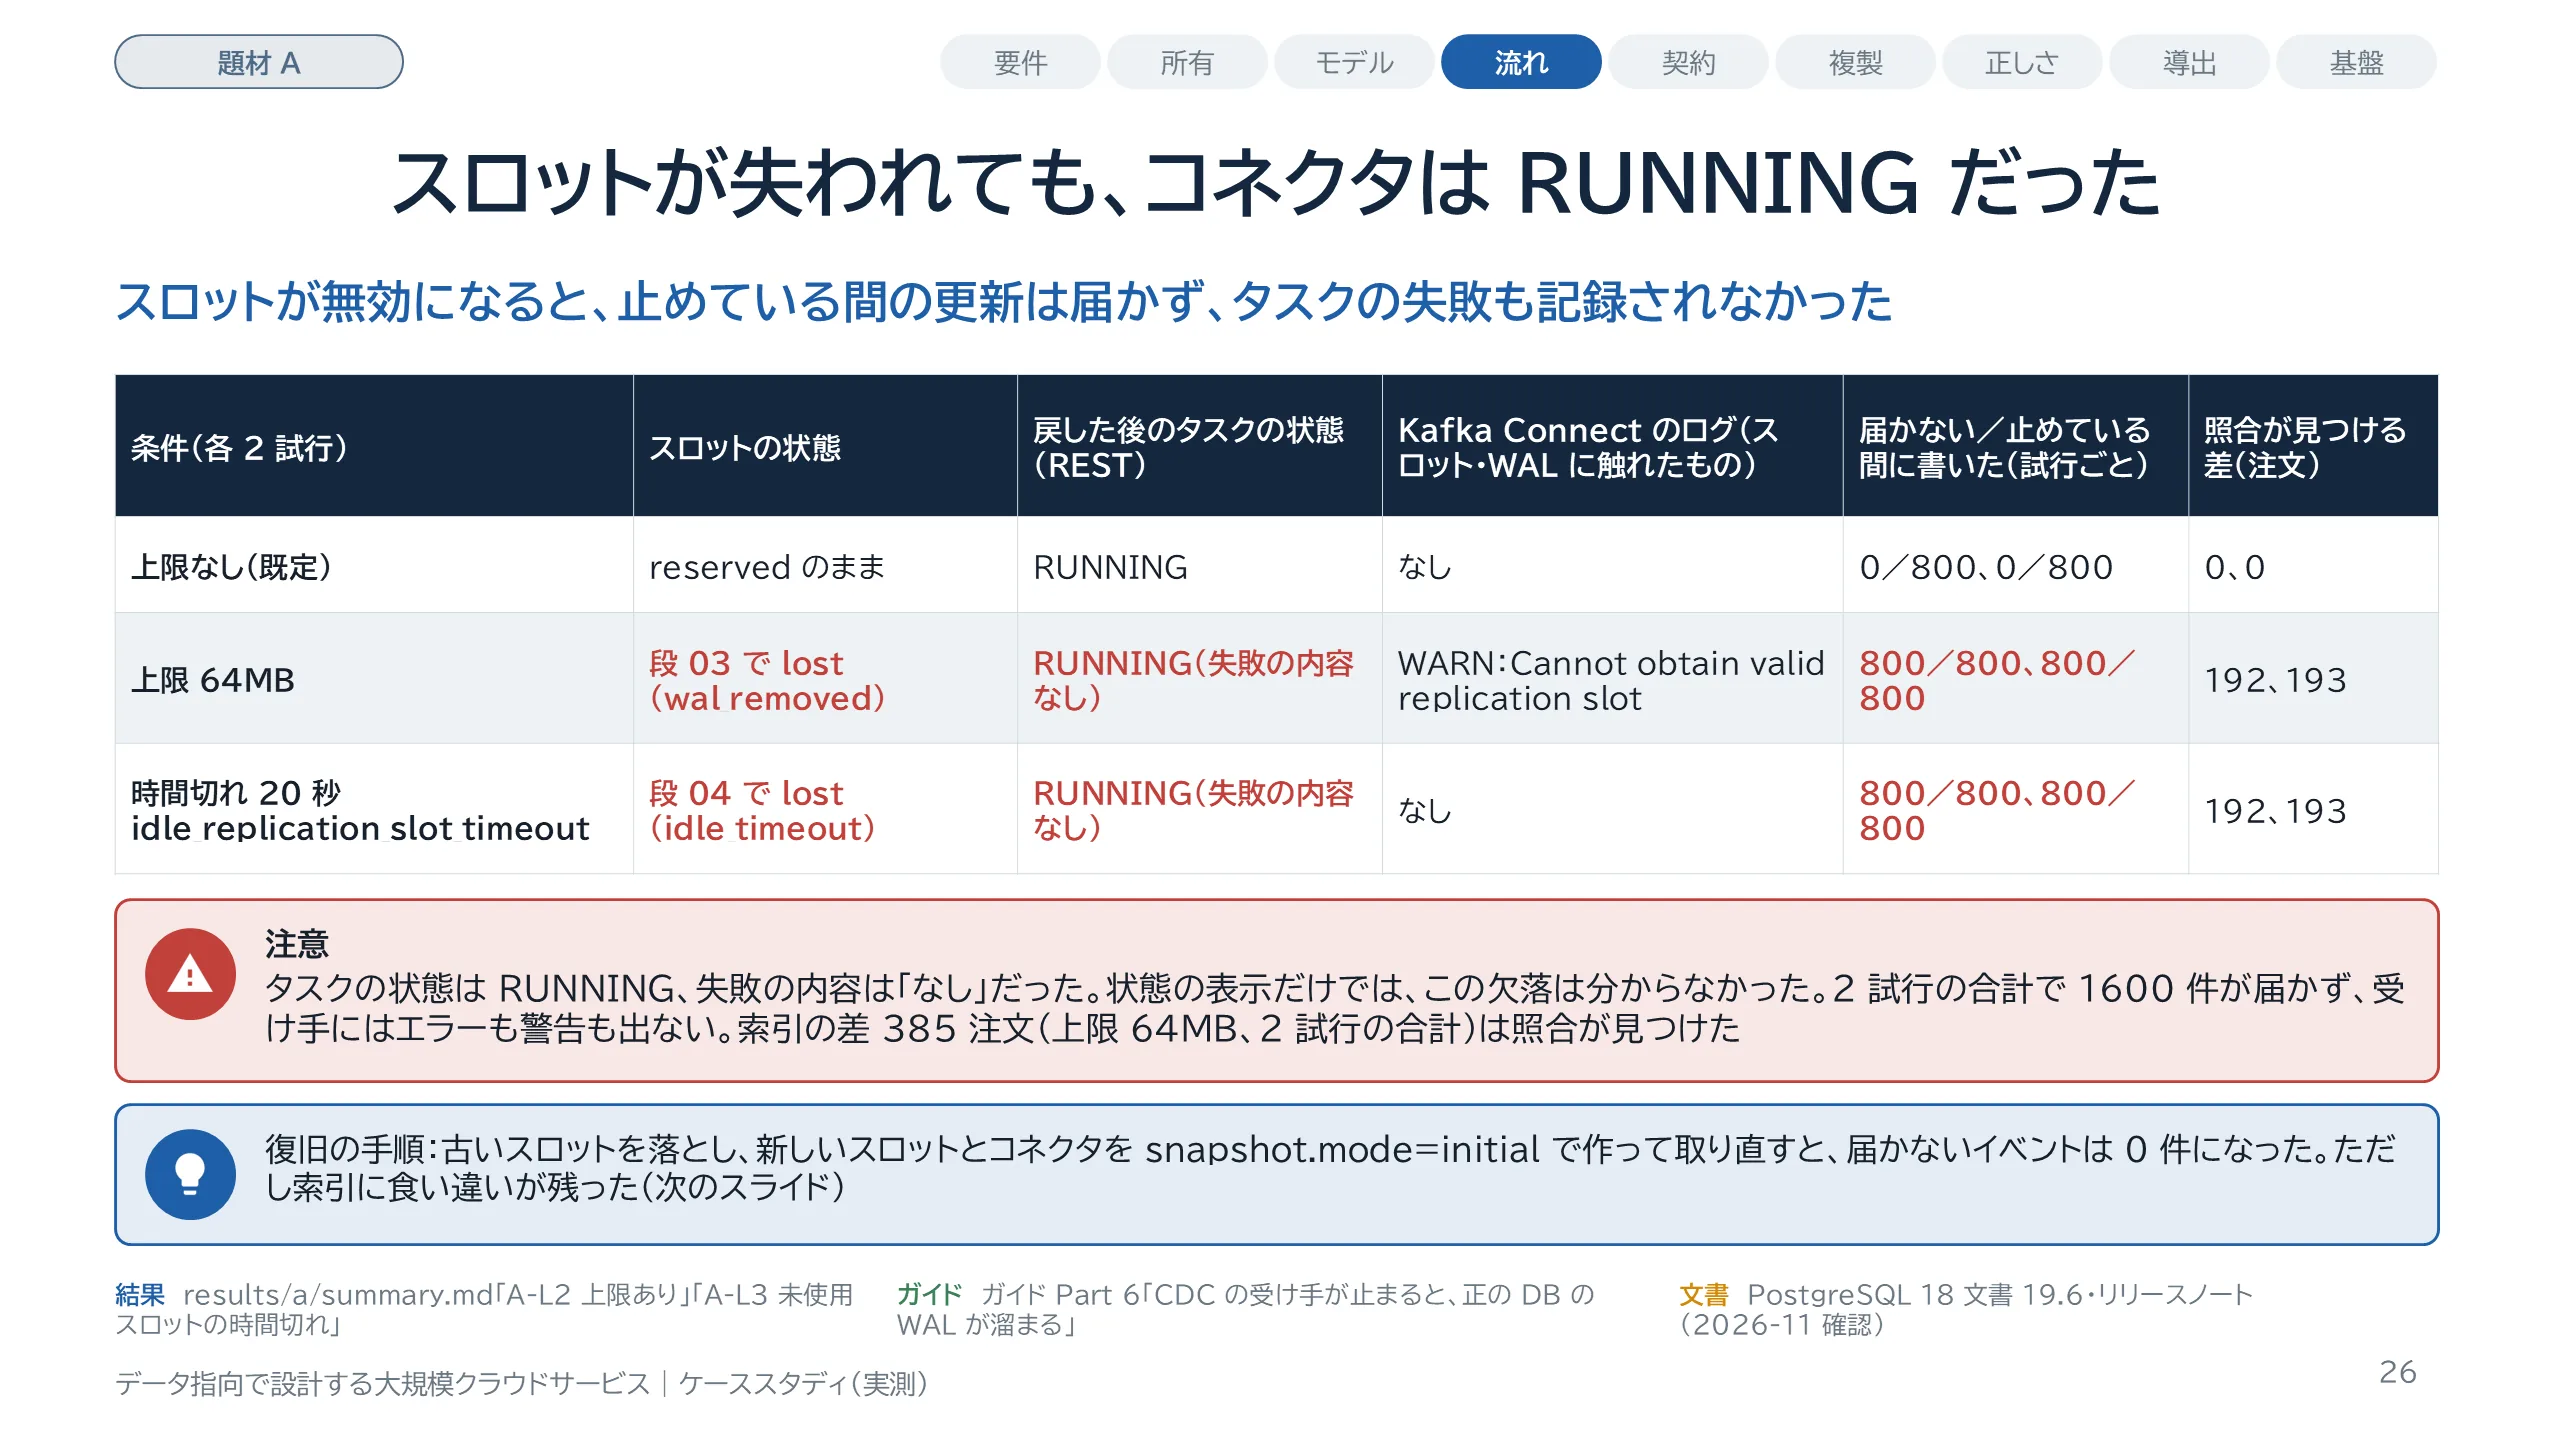 題材 A
要件
所有
モデル
流れ
契約
複製
正しさ
導出
基盤
スロットが失われても、コネクタは RUNNING だった
スロットが無効になると、止めている間の更新は届かず、タスクの失敗も記録されなかった
条件（各 2 試行）
スロットの状態
戻した後のタスクの状態
（REST）
Kafka Connect のログ（ス
ロット・WAL に触れたもの）
届かない／止めている
間に書いた（試行ごと）
照合が見つける
差（注文）
上限なし（既定）
reserved のまま
RUNNING
なし
0／800、0／800
0、0
上限 64MB
段 03 で lost
（wal_removed）
RUNNING（失敗の内容
なし）
WARN：Cannot obtain valid
replication slot
800／800、800／
800
192、193
時間切れ 20 秒
idle_replication_slot_timeout
段 04 で lost
（idle_timeout）
RUNNING（失敗の内容
なし）
なし
800／800、800／
800
192、193
注意
タスクの状態は RUNNING、失敗の内容は「なし」だった。状態の表示だけでは、この欠落は分からなかった。2 試行の合計で 1600 件が届かず、受
け手にはエラーも警告も出ない。索引の差 385 注文（上限 64MB、2 試行の合計）は照合が見つけた
復旧の手順：古いスロットを落とし、新しいスロットとコネクタを snapshot.mode=initial で作って取り直すと、届かないイベントは 0 件になった。ただ
し索引に食い違いが残った（次のスライド）
結果 results/a/summary.md「A-L2 上限あり」「A-L3 未使用
スロットの時間切れ」
ガイド ガイド Part 6「CDC の受け手が止まると、正の DB の
WAL が溜まる」
文書 PostgreSQL 18 文書 19.6・リリースノート
（2026-11 確認）
データ指向で設計する大規模クラウドサービス｜ケーススタディ（実測）
26